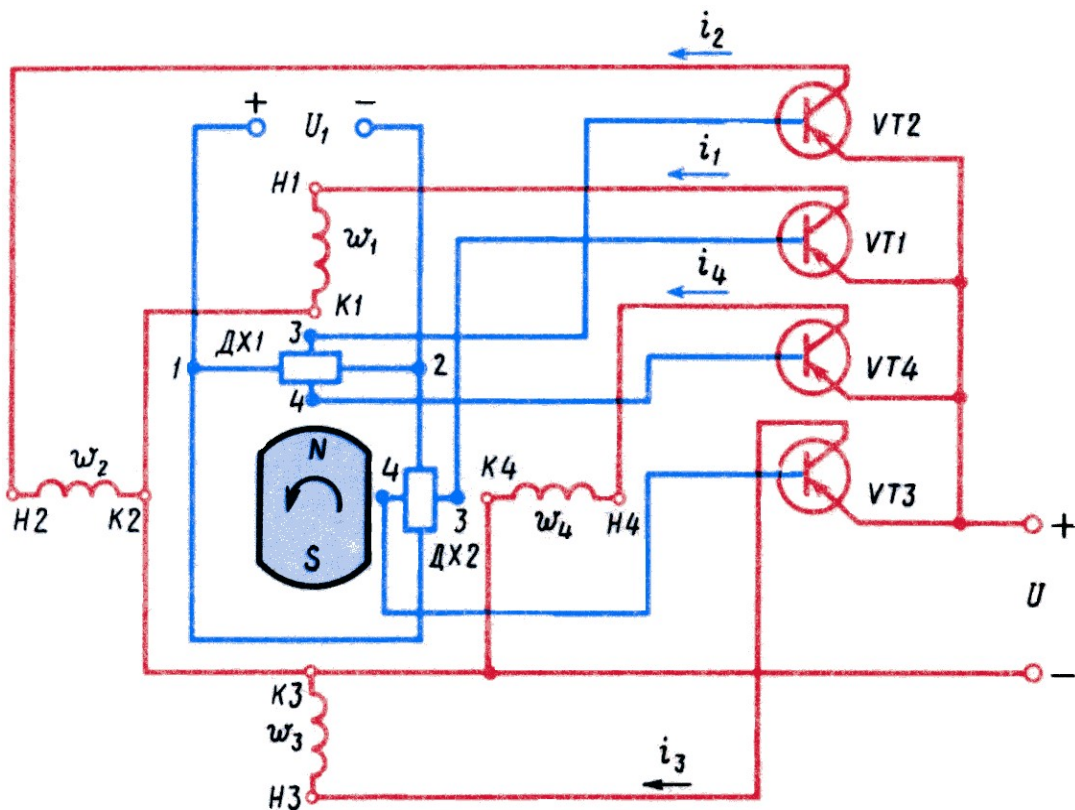 i₂
+ U₁ −
VT2
H1
i₁
w₁
VT1
K1
i₄
3
ДХ1
1
2
4
VT4
N
w₂
4
K4
H2 K2
3
w₄ H4
VT3
S
ДХ2
+
U
K3
−
w₃
i₃
H3